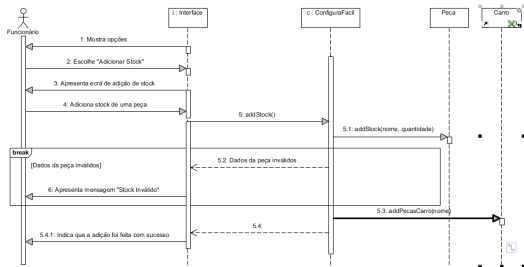 Funcionário
i : Interface
c : ConfiguraFacil
Peca
Carro
1: Mostra opções
2: Escolhe "Adicionar Stock"
3: Apresenta ecrã de adição de stock
4: Adiciona stock de uma peça
5: addStock()
5.1: addStock(nome, quantidade)
break
[Dados da peça inválidos]
5.2: Dados da peça inválidos
6: Apresenta mensagem "Stock Inválido"
5.3: addPecasCarro(nome)
5.4:
5.4.1: Indica que a adição foi feita com sucesso